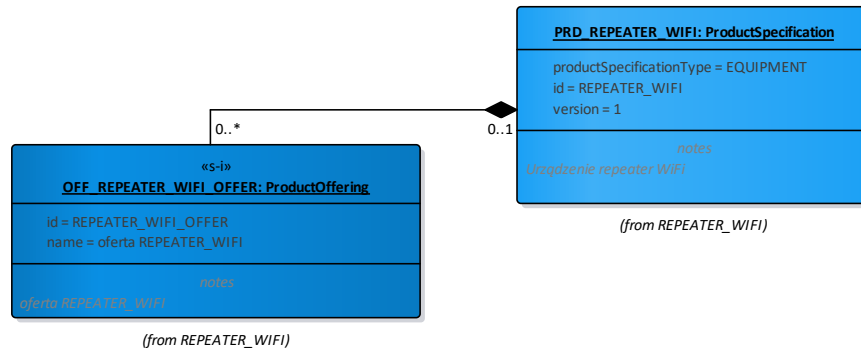 PRD_REPEATER_WIFI: ProductSpecification
productSpecificationType = EQUIPMENT
id = REPEATER_WIFI
version = 1
notes
Urządzenie repeater WiFi
(from REPEATER_WIFI)
0..*
0..1
«s-i»
OFF_REPEATER_WIFI_OFFER: ProductOffering
id = REPEATER_WIFI_OFFER
name = oferta REPEATER_WIFI
notes
oferta REPEATER_WIFI
(from REPEATER_WIFI)